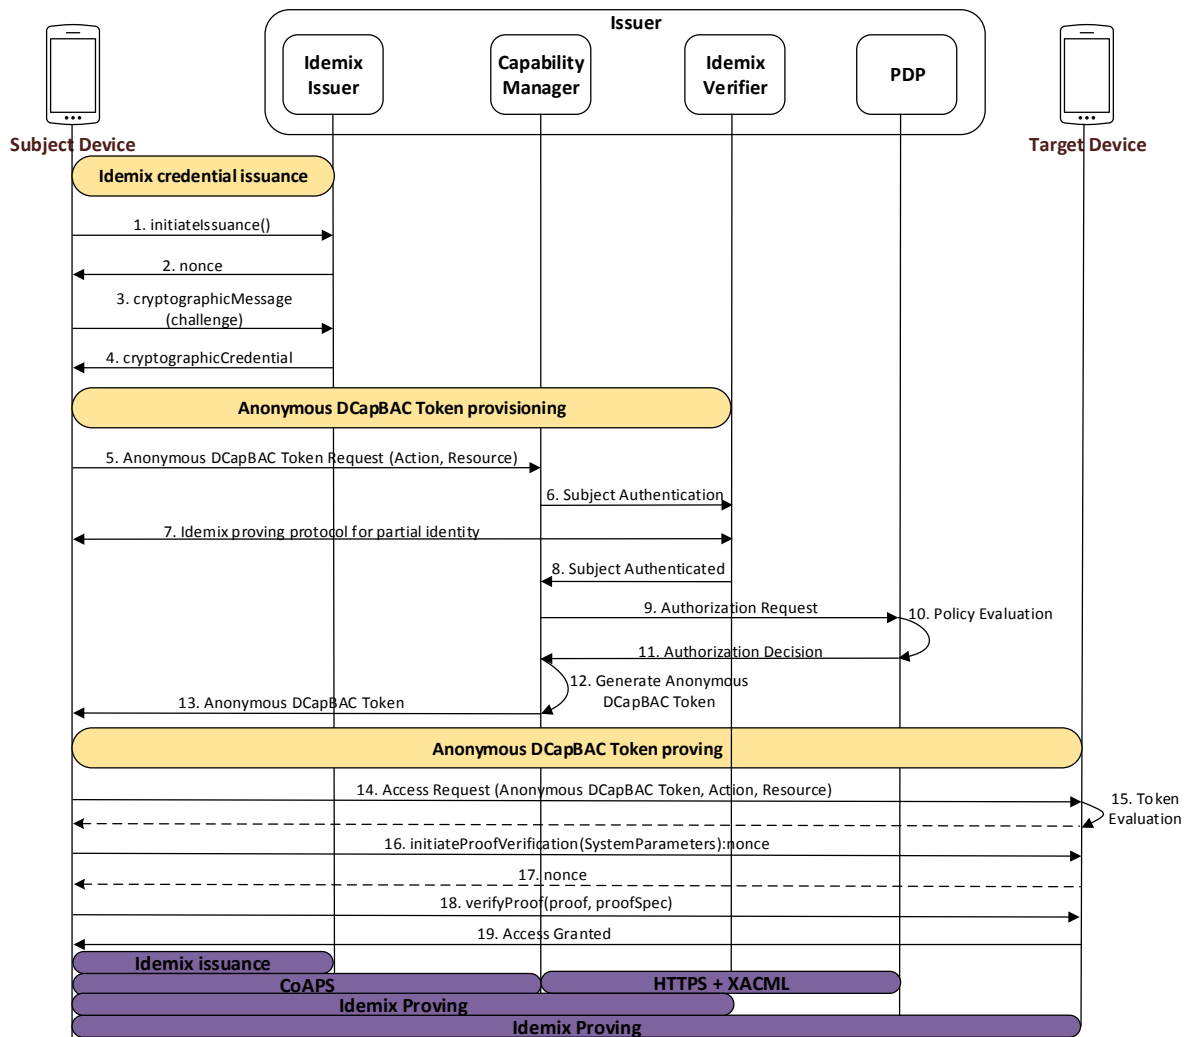 Issuer
Idemix
Issuer
Capability
Manager
Idemix
Verifier
PDP
Subject Device
Target Device
Idemix credential issuance
1. initiateIssuance()
2. nonce
3. cryptographicMessage
(challenge)
4. cryptographicCredential
Anonymous DCapBAC Token provisioning
5. Anonymous DCapBAC Token Request (Action, Resource)
6. Subject Authentication
7. Idemix proving protocol for partial identity
8. Subject Authenticated
9. Authorization Request
10. Policy Evaluation
11. Authorization Decision
12. Generate Anonymous
DCapBAC Token
13. Anonymous DCapBAC Token
Anonymous DCapBAC Token proving
14. Access Request (Anonymous DCapBAC Token, Action, Resource)
15. Token
Evaluation
16. initiateProofVerification(SystemParameters):nonce
17. nonce
18. verifyProof(proof, proofSpec)
19. Access Granted
Idemix issuance
CoAPS
HTTPS + XACML
Idemix Proving
Idemix Proving